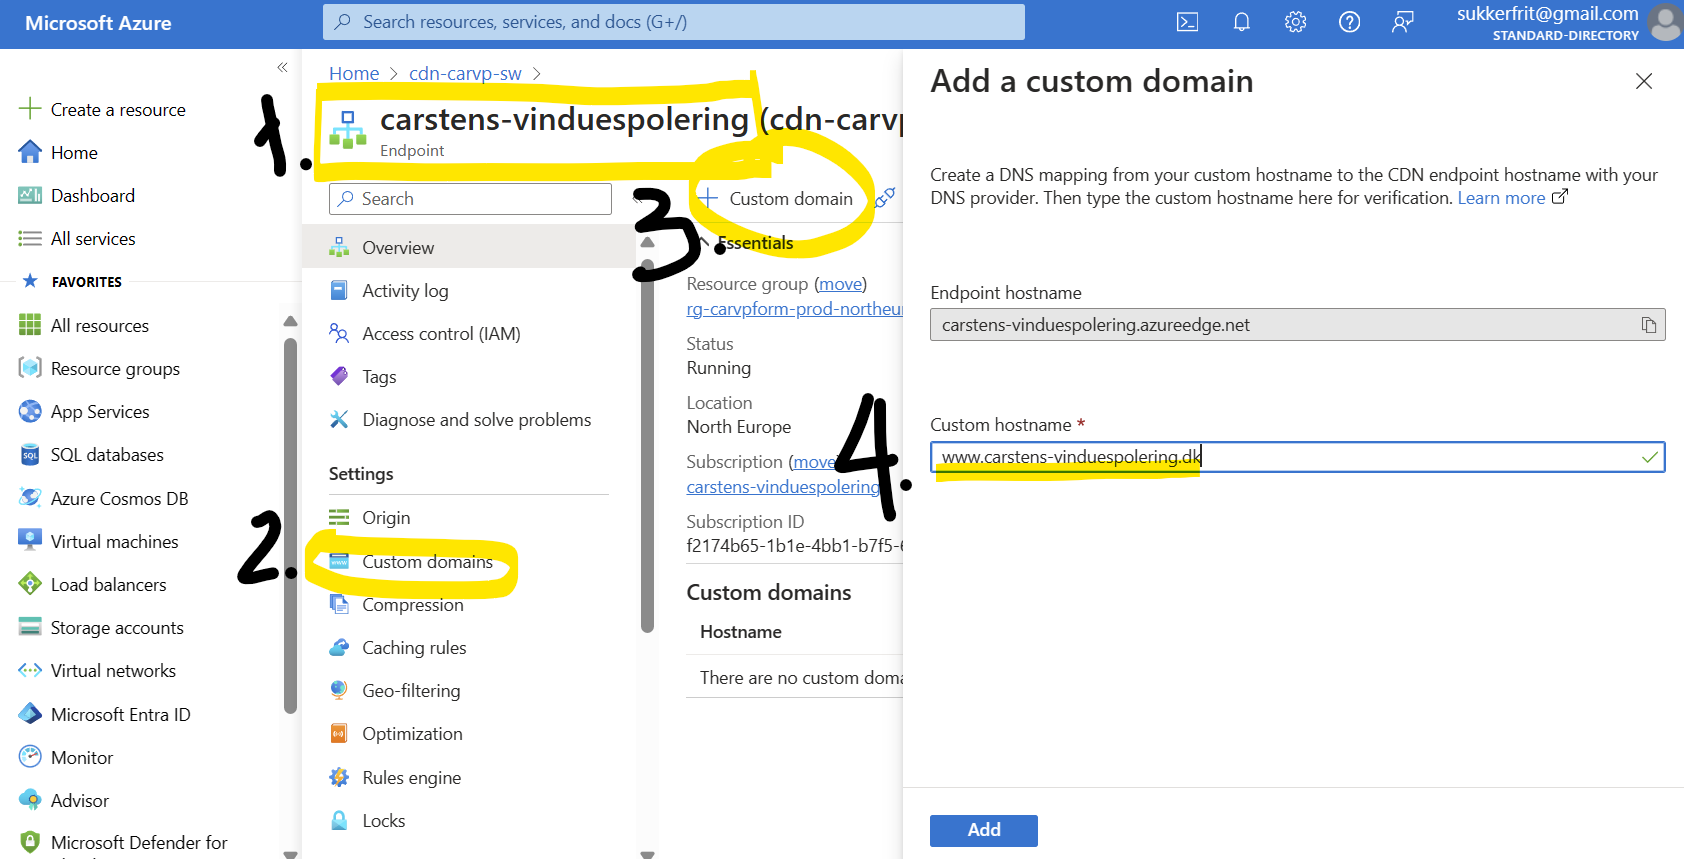 Microsoft Azure
Search resources, services, and docs (G+/)
sukkerfrit@gmail.com
STANDARD-DIRECTORY
Create a resource
Home
Dashboard
All services
FAVORITES
All resources
Resource groups
App Services
SQL databases
Azure Cosmos DB
Virtual machines
Load balancers
Storage accounts
Virtual networks
Microsoft Entra ID
Monitor
Advisor
Microsoft Defender for
Home > cdn-carvp-sw >
1.
carstens-vinduespolering (cdn-carvp
Endpoint
Search
Overview
Activity log
Access control (IAM)
Tags
Diagnose and solve problems
Settings
Origin
2.
Custom domains
Compression
Caching rules
Geo-filtering
Optimization
Rules engine
Locks
3.
Custom domain
Essentials
Resource group (move)
rg-carvpform-prod-northeur
Status
Running
Location
North Europe
Subscription (move
carstens-vinduespolering
Subscription ID
f2174b65-1b1e-4bb1-b7f5-6
Custom domains
Hostname
There are no custom doma
Add a custom domain
Create a DNS mapping from your custom hostname to the CDN endpoint hostname with your
DNS provider. Then type the custom hostname here for verification. Learn more
Endpoint hostname
carstens-vinduespolering.azureedge.net
4.
Custom hostname *
www.carstens-vinduespolering.dk
Add